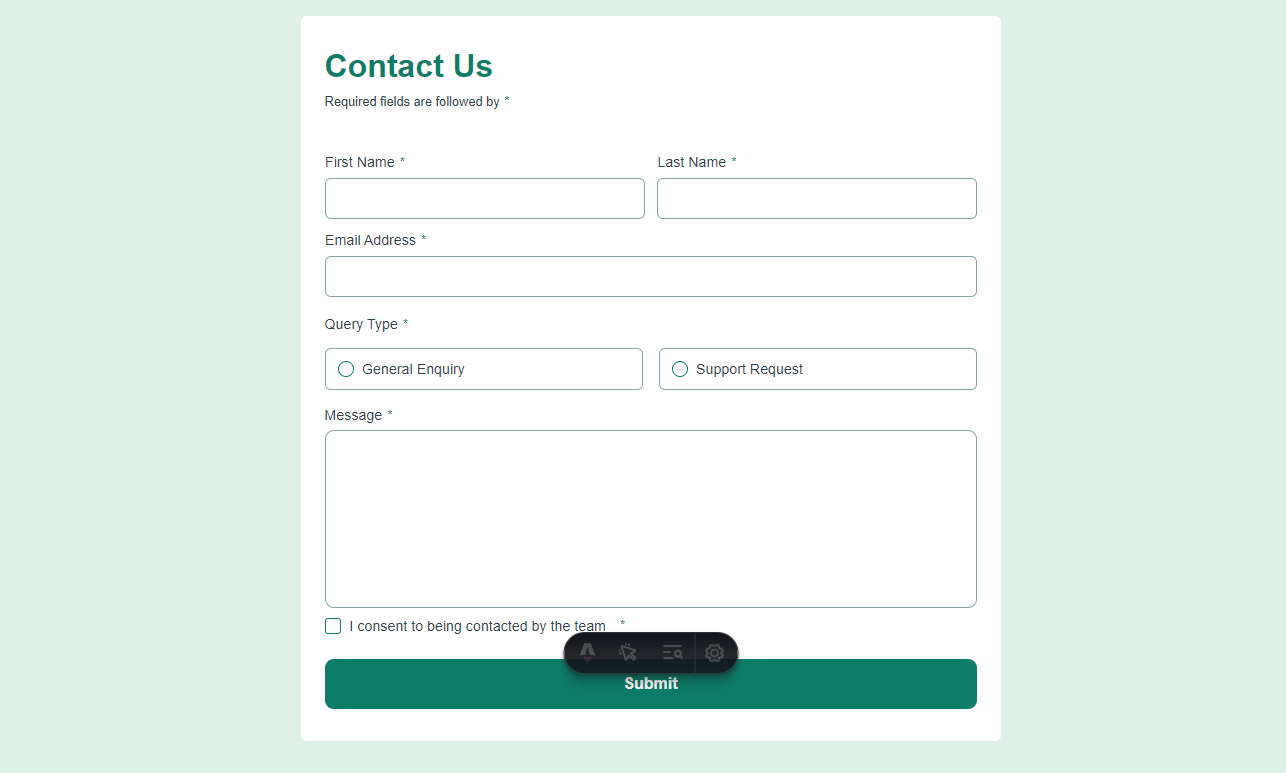 Contact Us
Required fields are followed by *
First Name *
Last Name *
Email Address *
Query Type *
General Enquiry
Support Request
Message *
I consent to being contacted by the team *
Submit